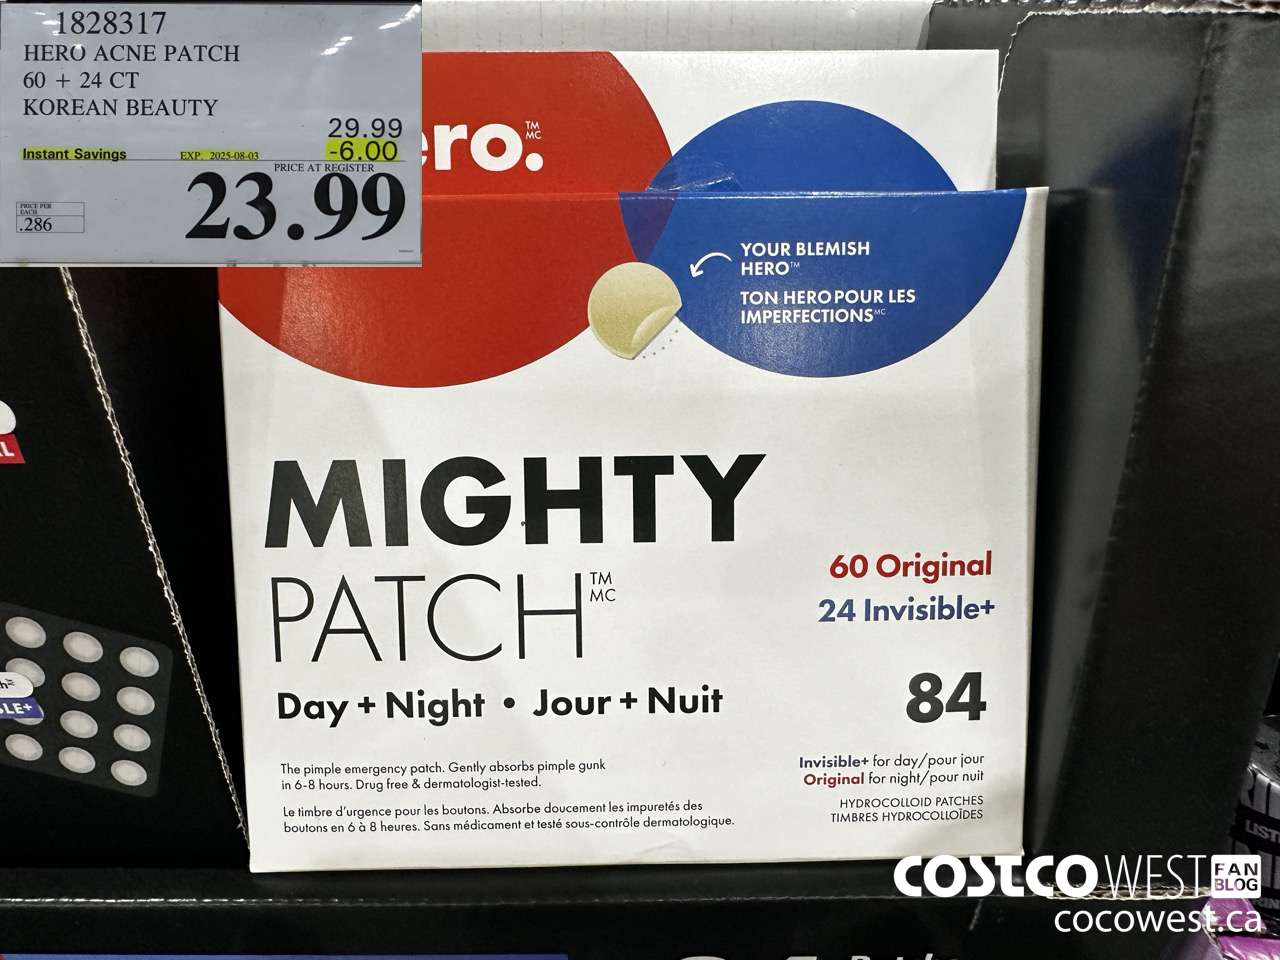 1828317
HERO ACNE PATCH
60 + 24 CT
KOREAN BEAUTY
29.99
Instant Savings EXP. 2025-08-03 -6.00
PRICE AT REGISTER
23.99
PRICE PER
EACH
.286
ero.
TM
MC
YOUR BLEMISH
HERO™
TON HERO POUR LES
IMPERFECTIONS MC
MIGHTY
PATCH
TM
MC
60 Original
24 Invisible+
Day + Night • Jour + Nuit
84
The pimple emergency patch. Gently absorbs pimple gunk
in 6-8 hours. Drug free & dermatologist-tested.
Le timbre d'urgence pour les boutons. Absorbe doucement les impuretés des
boutons en 6 à 8 heures. Sans médicament et testé sous-contrôle dermatologique.
Invisible+ for day/pour jour
Original for night/pour nuit
HYDROCOLLOID PATCHES
TIMBRES HYDROCOLLOÏDES
L
LE+
LIST
COSTCO WEST FAN BLOG
cocowest.ca